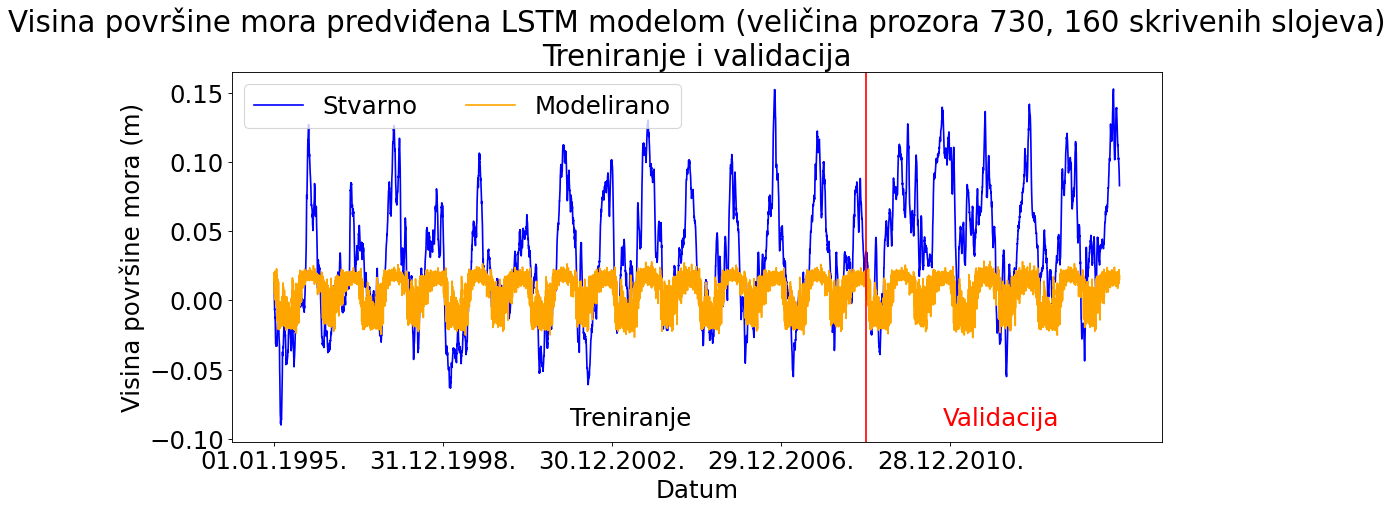 Visina površine mora predviđena LSTM modelom (veličina prozora 730, 160 skrivenih slojeva)
Treniranje i validacija
Stvarno
Modelirano
Visina površine mora (m)
0.15
0.10
0.05
0.00
−0.05
−0.10
Treniranje
Validacija
01.01.1995.
31.12.1998.
30.12.2002.
29.12.2006.
28.12.2010.
Datum